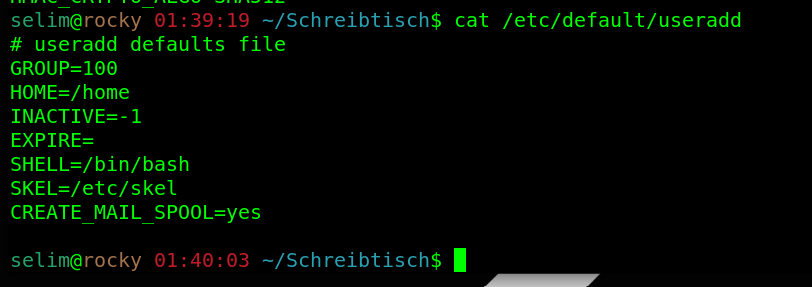 selim@rocky 01:39:19 ~/Schreibtisch$ cat /etc/default/useradd
# useradd defaults file
GROUP=100
HOME=/home
INACTIVE=-1
EXPIRE=
SHELL=/bin/bash
SKEL=/etc/skel
CREATE_MAIL_SPOOL=yes
selim@rocky 01:40:03 ~/Schreibtisch$